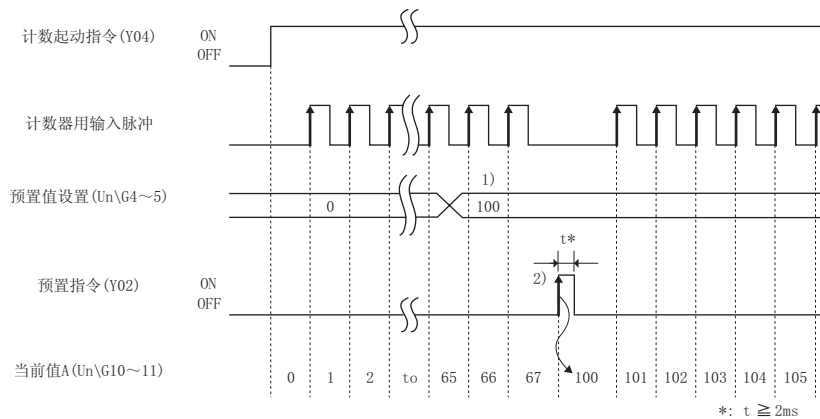 计数起动指令(Y04)
ON
OFF
计数器用输入脉冲
预置值设置(Un\G4～5)
0
1)
100
t*
预置指令(Y02)
ON
OFF
2)
当前值A(Un\G10～11)
0 1 2 to 65 66 67 100 101 102 103 104 105
*: t ≧ 2ms